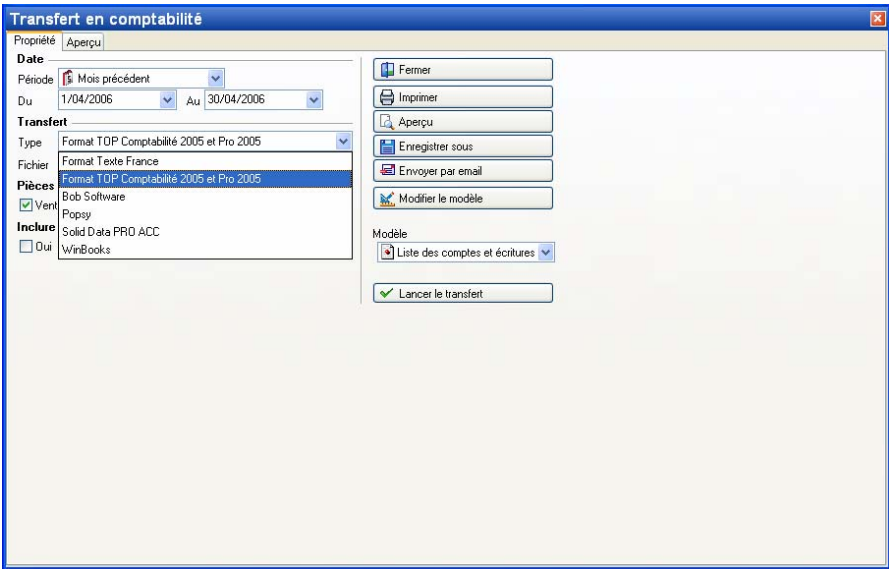 Transfert en comptabilité
Propriété Aperçu
Date
Période Mois précédent
Du 1/04/2006 Au 30/04/2006
Transfert
Type Format TOP Comptabilité 2005 et Pro 2005
Fichier
Format Texte France
Format TOP Comptabilité 2005 et Pro 2005
Bob Software
Popsy
Solid Data PRO ACC
WinBooks
Pièces
Vent
Inclure
Oui
Fermer
Imprimer
Aperçu
Enregistrer sous
Envoyer par email
Modifier le modèle
Modèle
Liste des comptes et écritures
Lancer le transfert